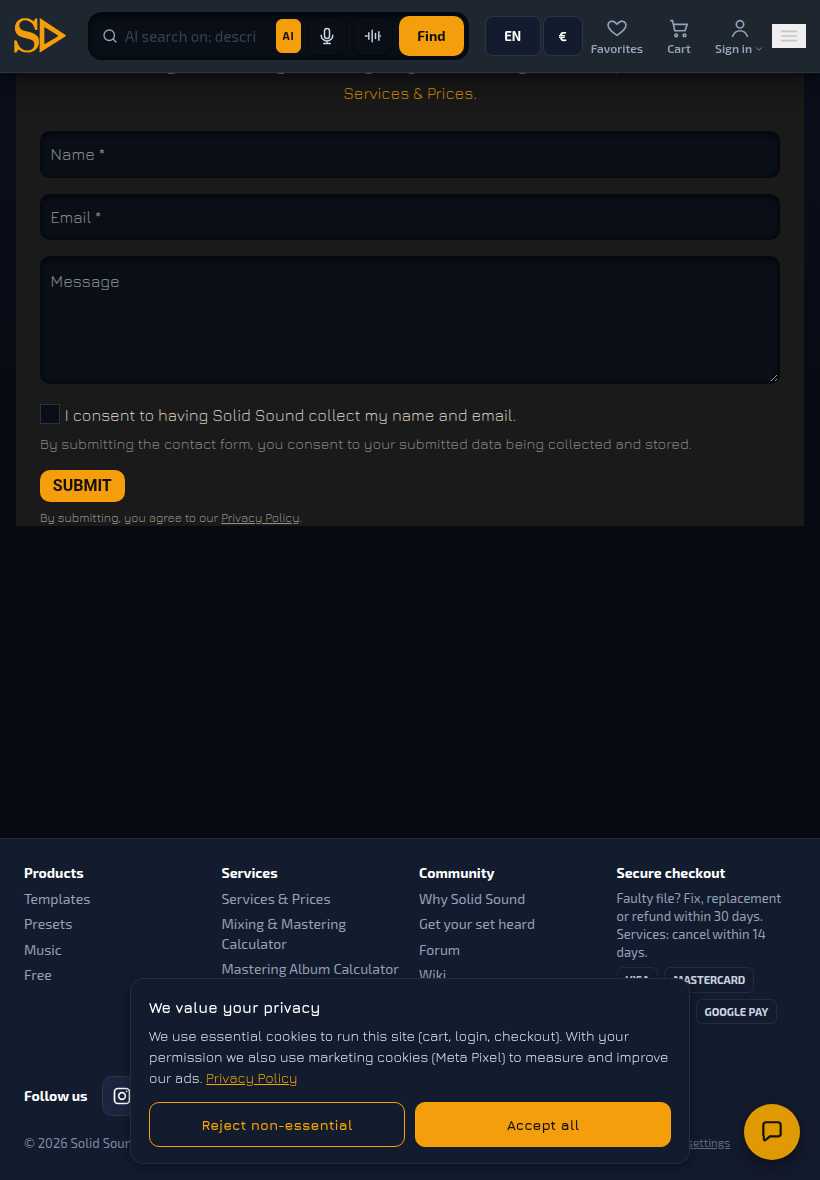 SD
AI search on: descri
AI
Find
EN
€
Favorites
Cart
Sign in
Services & Prices.
Name *
Email *
Message
I consent to having Solid Sound collect my name and email.
By submitting the contact form, you consent to your submitted data being collected and stored.
SUBMIT
By submitting, you agree to our Privacy Policy.
Products
Templates
Presets
Music
Free
Services
Services & Prices
Mixing & Mastering
Calculator
Mastering Album Calculator
Community
Why Solid Sound
Get your set heard
Forum
Wiki
Secure checkout
Faulty file? Fix, replacement
or refund within 30 days.
Services: cancel within 14
days.
VISA
MASTERCARD
GOOGLE PAY
We value your privacy
We use essential cookies to run this site (cart, login, checkout). With your
permission we also use marketing cookies (Meta Pixel) to measure and improve
our ads. Privacy Policy
Reject non-essential
Accept all
Follow us
© 2026 Solid Soun
settings